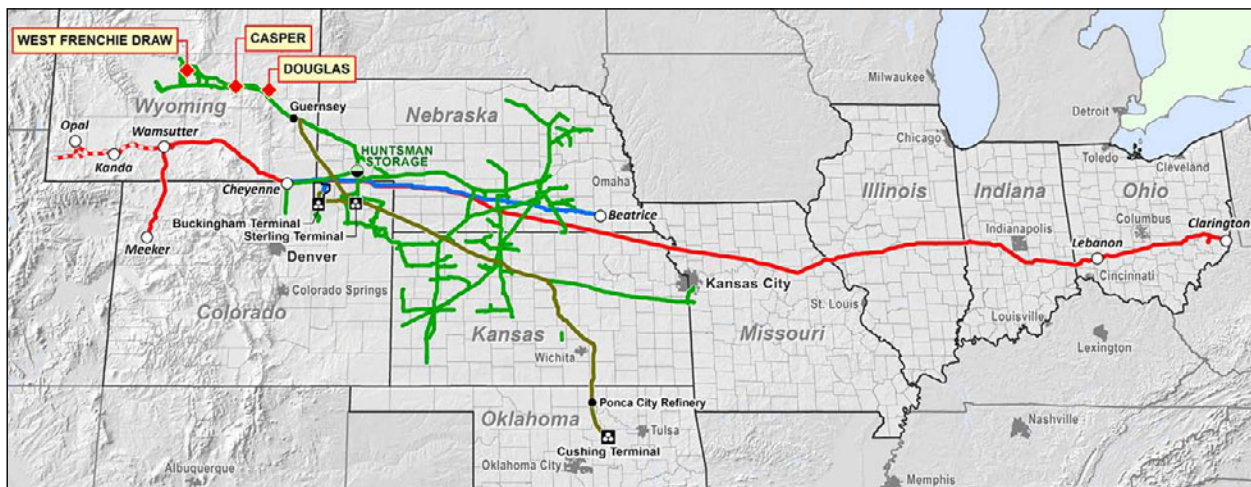 WEST FRENCHIE DRAW
CASPER
DOUGLAS
Wyoming
Guernsey
Nebraska
Opal
Wamsutter
Kanda
HUNTSMAN
STORAGE
Cheyenne
Omaha
Beatrice
Buckingham Terminal
Sterling Terminal
Meeker
Denver
Colorado Springs
Colorado
Kansas
Wichita
Kansas City
Missouri
St. Louis
Milwaukee
Chicago
Illinois
Indiana
Indianapolis
Detroit
Toledo
Cleveland
Ohio
Columbus
Clarington
Lebanon
Cincinnati
Louisville
Lexington
Ponca City Refinery
Oklahoma
Tulsa
Cushing Terminal
Oklahoma City
Albuquerque
Nashville
Memphis